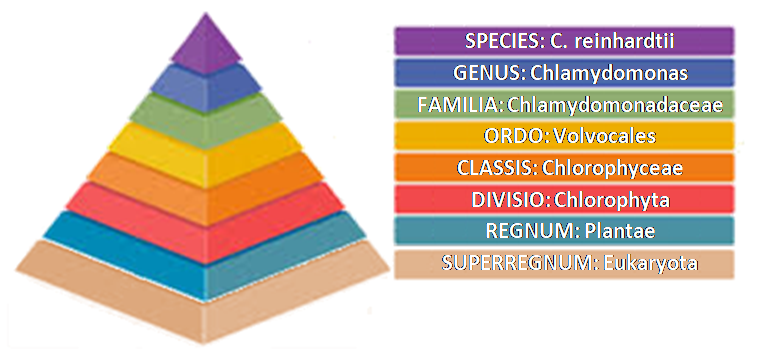 SPECIES: C. reinhardtii
GENUS: Chlamydomonas
FAMILIA: Chlamydomonadaceae
ORDO: Volvocales
CLASSIS: Chlorophyceae
DIVISIO: Chlorophyta
REGNUM: Plantae
SUPERREGNUM: Eukaryota